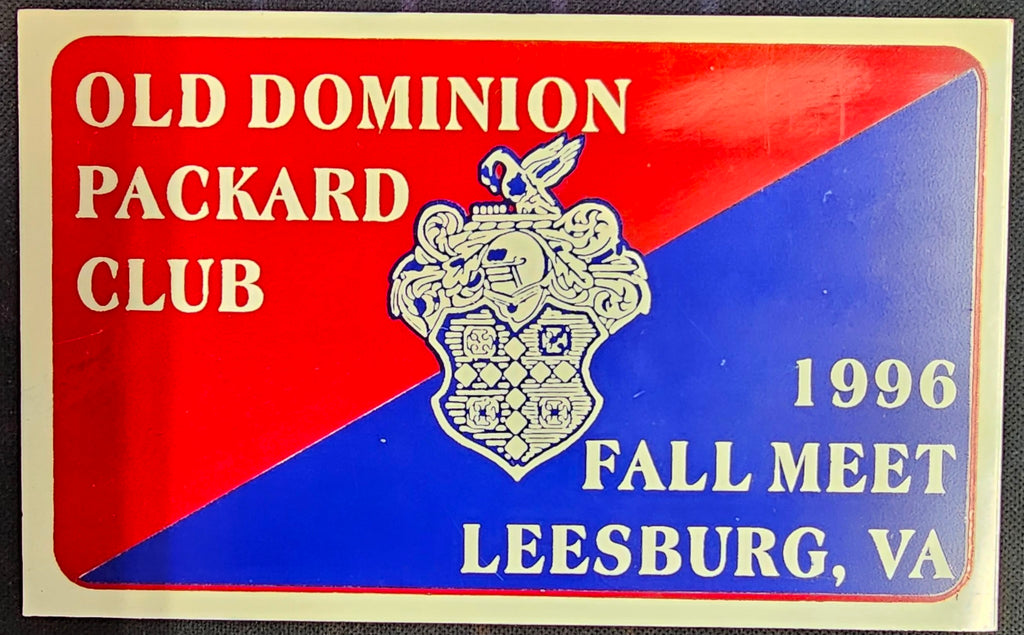 OLD DOMINION
PACKARD
CLUB
1996
FALL MEET
LEESBURG, VA